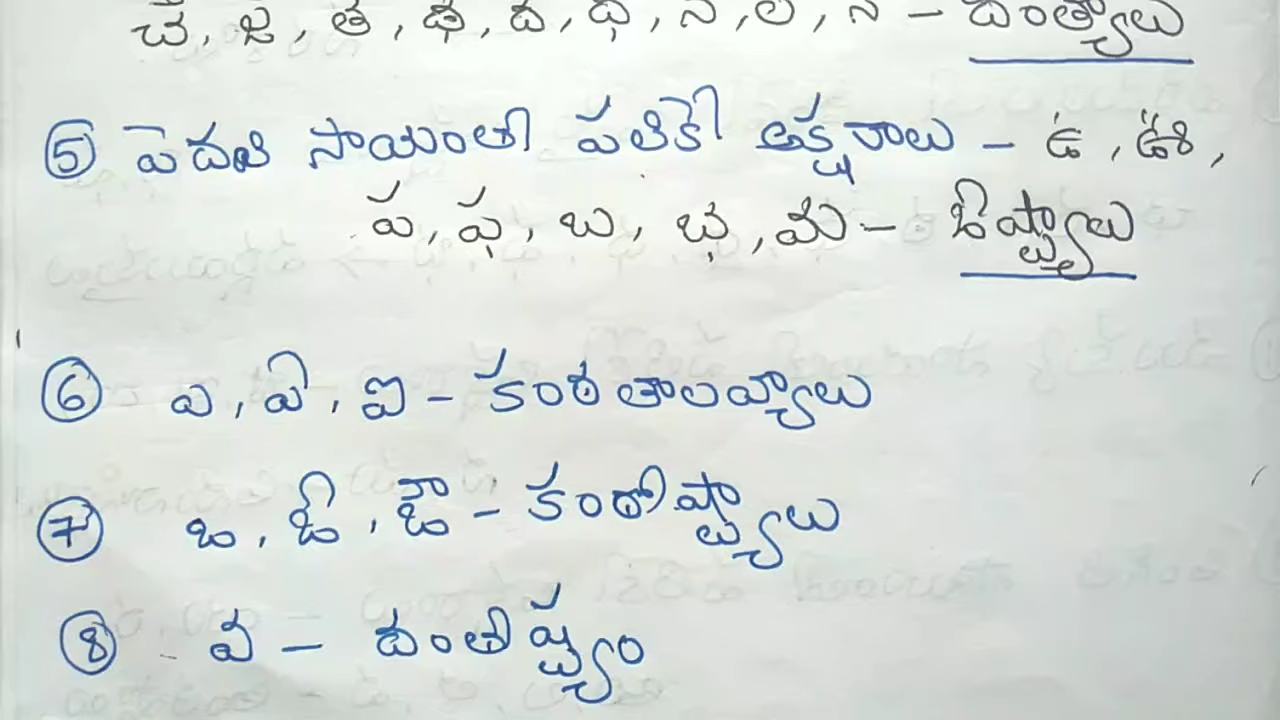 చ, జ, త, థ, ద, ధ, న, ల, స - దంత్యాలు
5 పెదవి సాయంతో పలికే అక్షరాలు - ఉ, ఊ,
ప, ఫ, బ, భ, మ - ఓష్ఠ్యాలు
6 ఎ, ఏ, ఐ - కంఠతాలవ్యాలు
7 ఒ, ఓ, ఔ - కంఠోష్ఠ్యాలు
8 వ - దంతోష్ఠ్యం